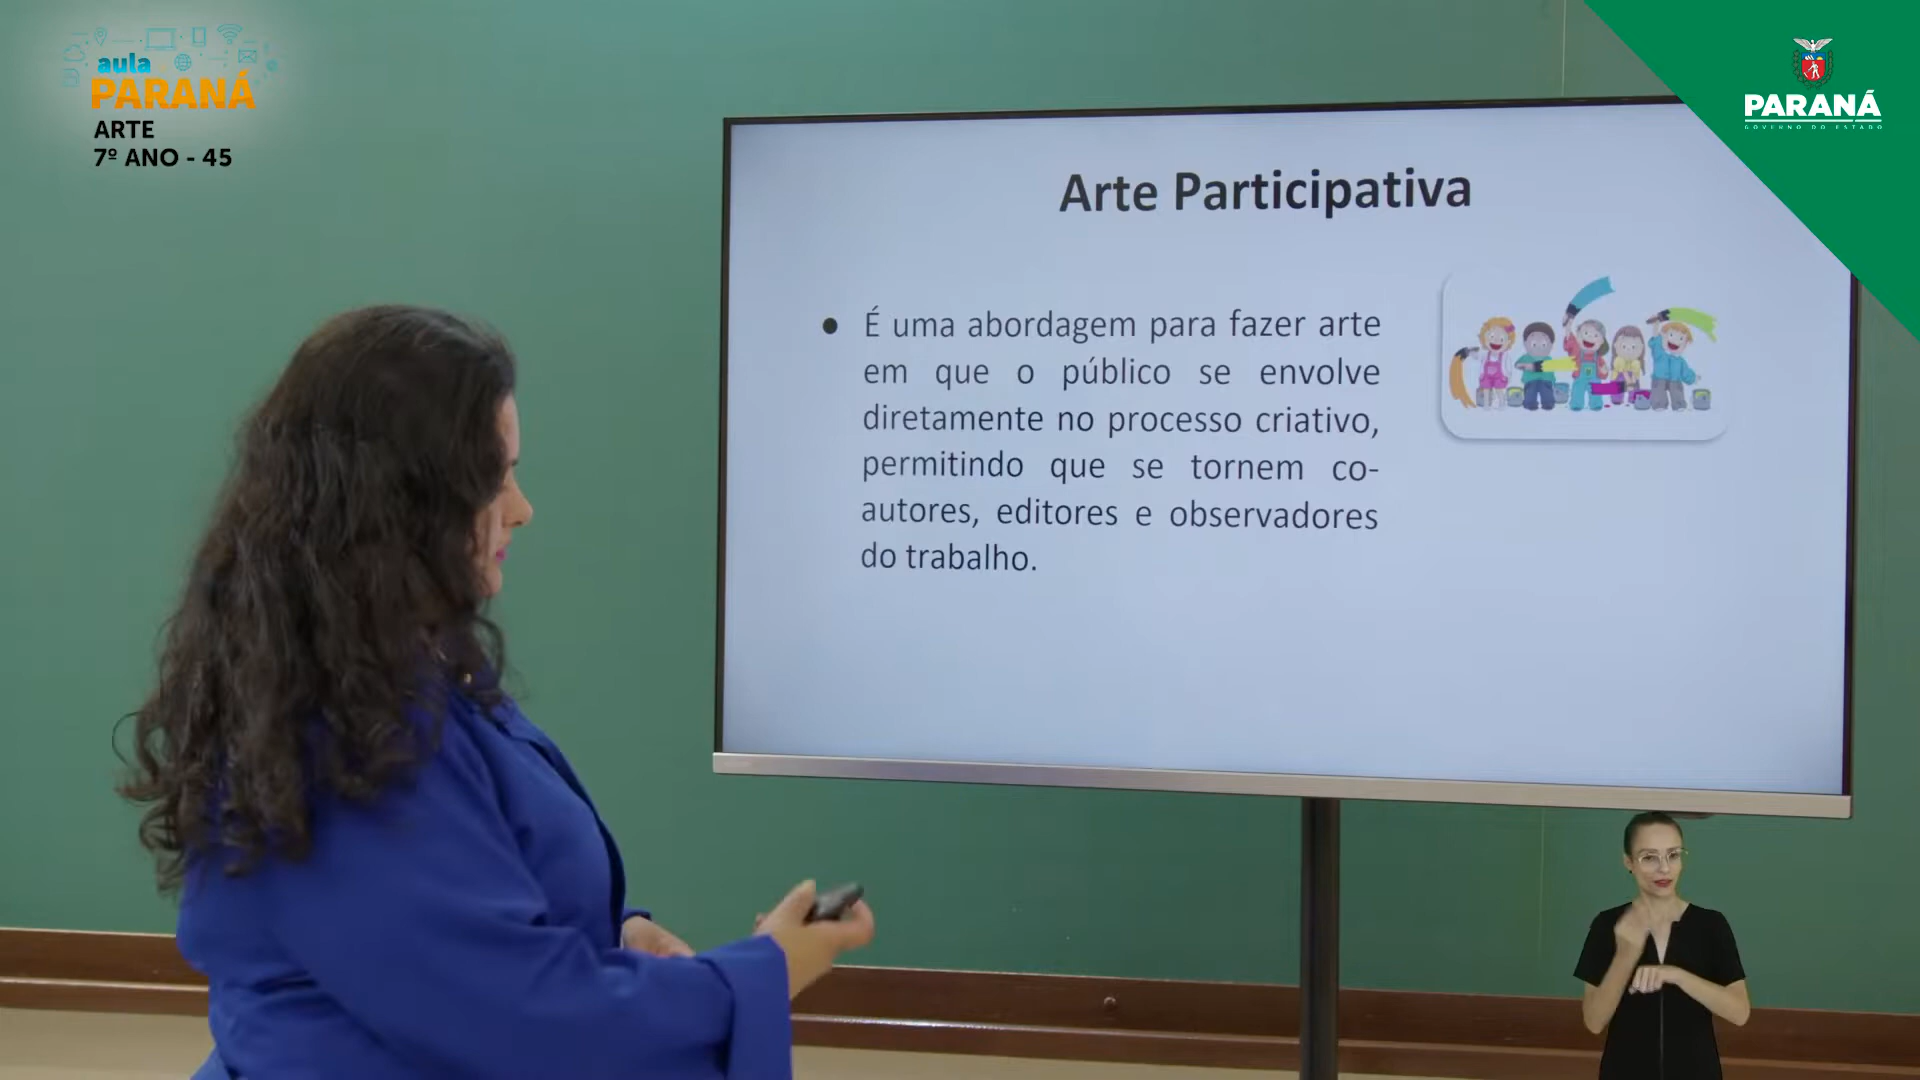 aula
PARANÁ
ARTE
7º ANO - 45
PARANÁ
GOVERNO DO ESTADO
Arte Participativa
● É uma abordagem para fazer arte
em que o público se envolve
diretamente no processo criativo,
permitindo que se tornem co-
autores, editores e observadores
do trabalho.